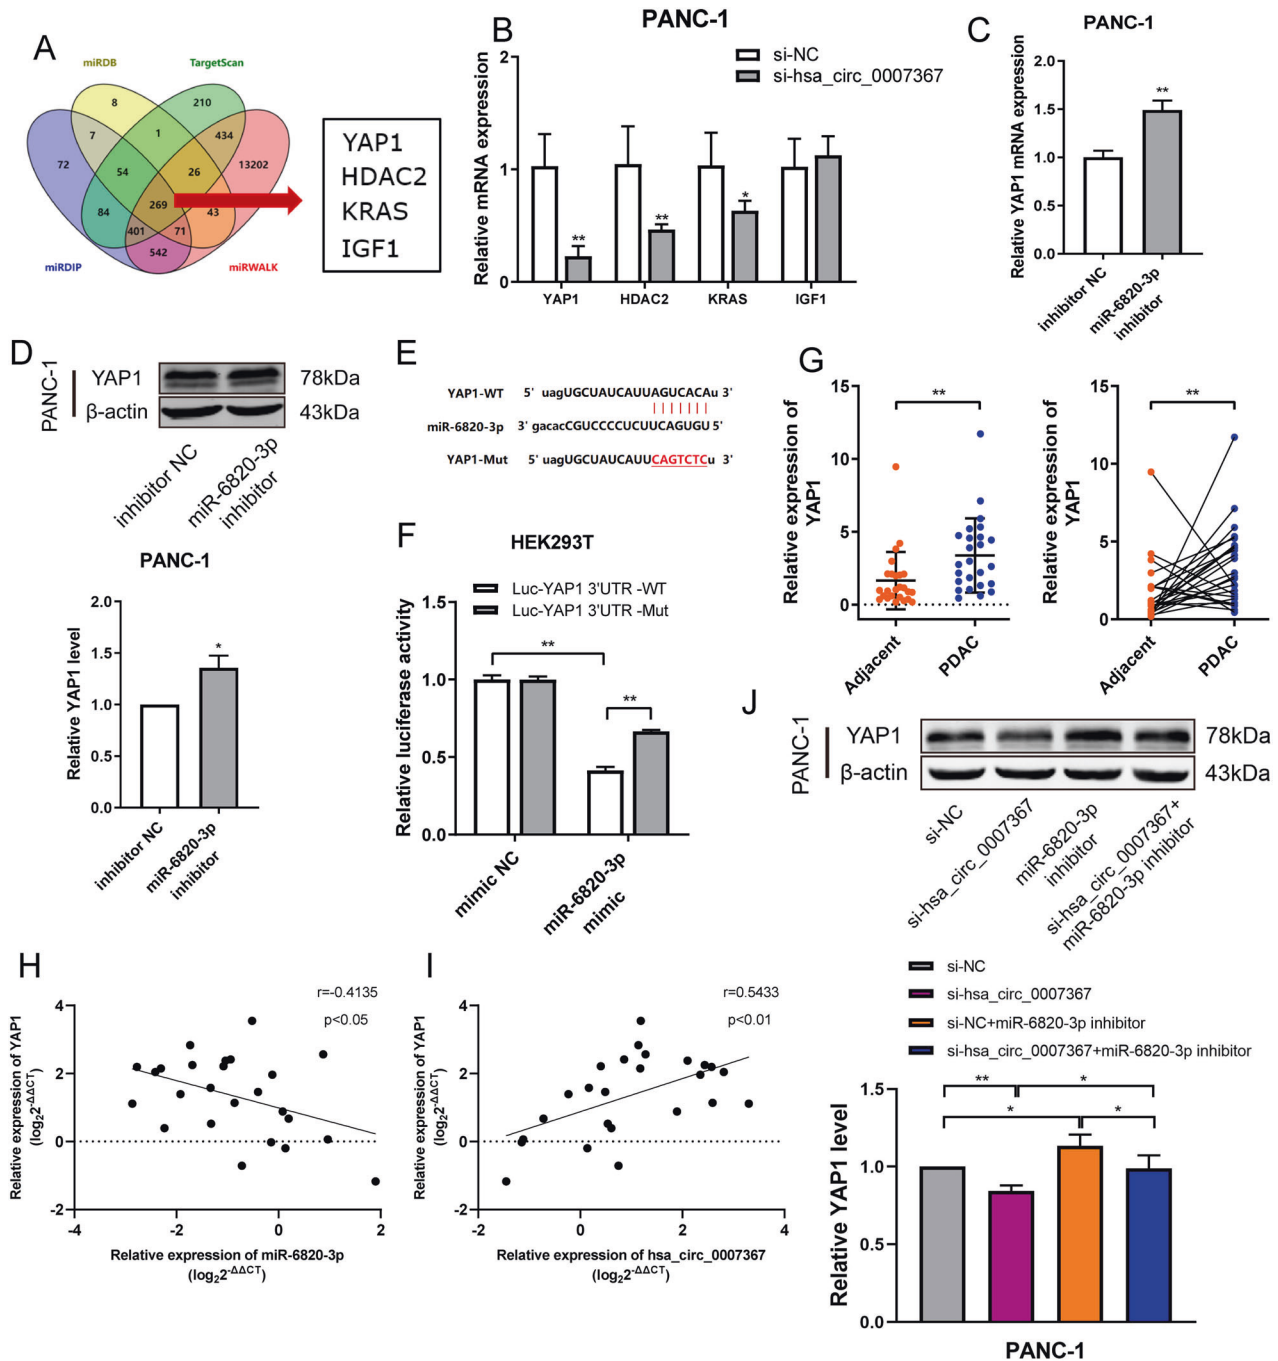 A
miRDB
TargetScan
8
210
7
1
434
72
54
26
13202
269
84
43
401
71
542
miRDIP
miRWALK
YAP1
HDAC2
KRAS
IGF1
B
PANC-1
si-NC
si-hsa_circ_0007367
Relative mRNA expression
2
1
0
**
**
*
YAP1
HDAC2
KRAS
IGF1
C
PANC-1
Relative YAP1 mRNA expression
2.0
1.5
1.0
0.5
0.0
**
inhibitor NC
miR-6820-3p
inhibitor
D
PANC-1
YAP1
78kDa
β-actin
43kDa
inhibitor NC
miR-6820-3p
inhibitor
PANC-1
Relative YAP1 level
2.0
1.5
1.0
0.5
0.0
*
inhibitor NC
miR-6820-3p
inhibitor
E
YAP1-WT 5' uagUGCUAUCAUUAGUCACAu 3'
miR-6820-3p 3' gacacCGUCCCCUCUUCAGUGU 5'
YAP1-Mut 5' uagUGCUAUCAUUCAGTCTCu 3'
F
HEK293T
Luc-YAP1 3'UTR -WT
Luc-YAP1 3'UTR -Mut
Relative luciferase activity
1.5
1.0
0.5
0.0
**
**
mimic NC
miR-6820-3p
mimic
G
Relative expression of
YAP1
15
10
5
0
**
Adjacent
PDAC
Relative expression of
YAP1
15
10
5
0
**
Adjacent
PDAC
H
r=-0.4135
p<0.05
Relative expression of YAP1
(log₂2^-ΔΔCT)
4
2
0
-2
-4
-2
0
2
Relative expression of miR-6820-3p
(log₂2^-ΔΔCT)
I
r=0.5433
p<0.01
Relative expression of YAP1
(log₂2^-ΔΔCT)
4
2
0
-2
-2
0
2
4
Relative expression of hsa_circ_0007367
(log₂2^-ΔΔCT)
J
PANC-1
YAP1
78kDa
β-actin
43kDa
si-NC
si-hsa_circ_0007367
miR-6820-3p
inhibitor
si-hsa_circ_0007367+
miR-6820-3p inhibitor
si-NC
si-hsa_circ_0007367
si-NC+miR-6820-3p inhibitor
si-hsa_circ_0007367+miR-6820-3p inhibitor
Relative YAP1 level
1.5
1.0
0.5
0.0
**
*
*
*
PANC-1